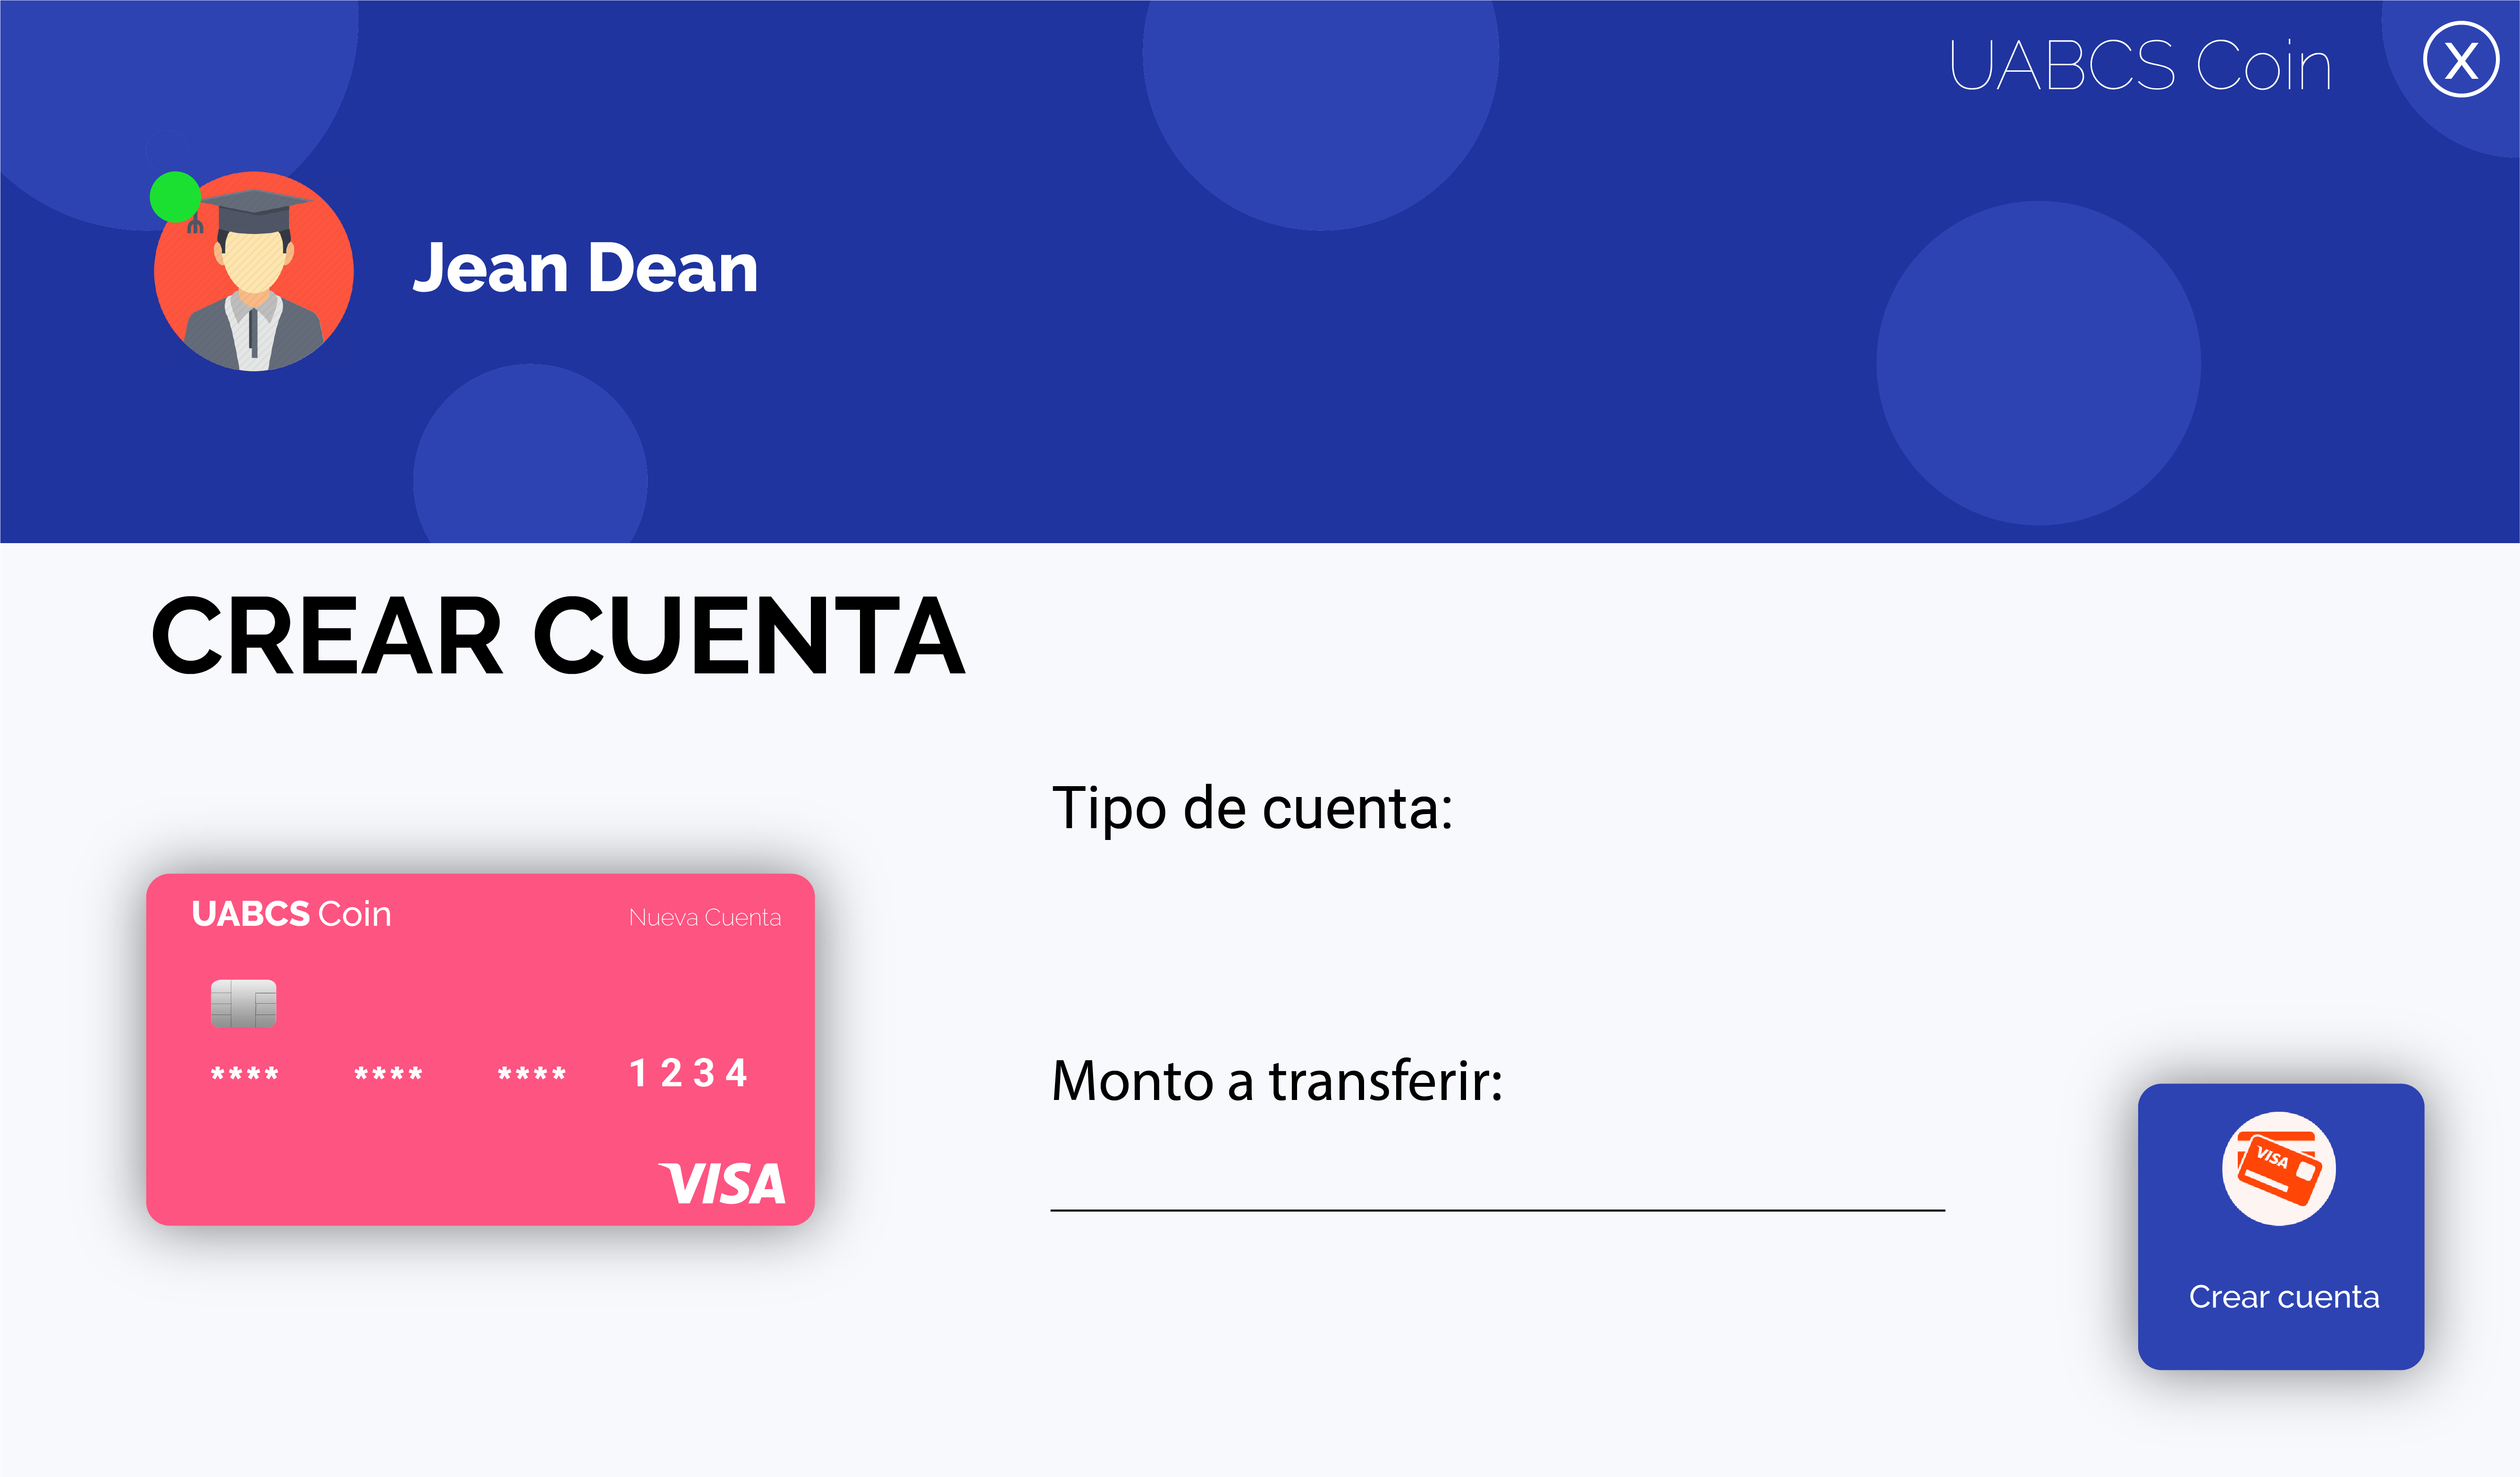 UABCS Coin
X
Jean Dean
CREAR CUENTA
Tipo de cuenta:
UABCS Coin
Nueva Cuenta
**** **** **** 1234
VISA
Monto a transferir:
VISA
Crear cuenta